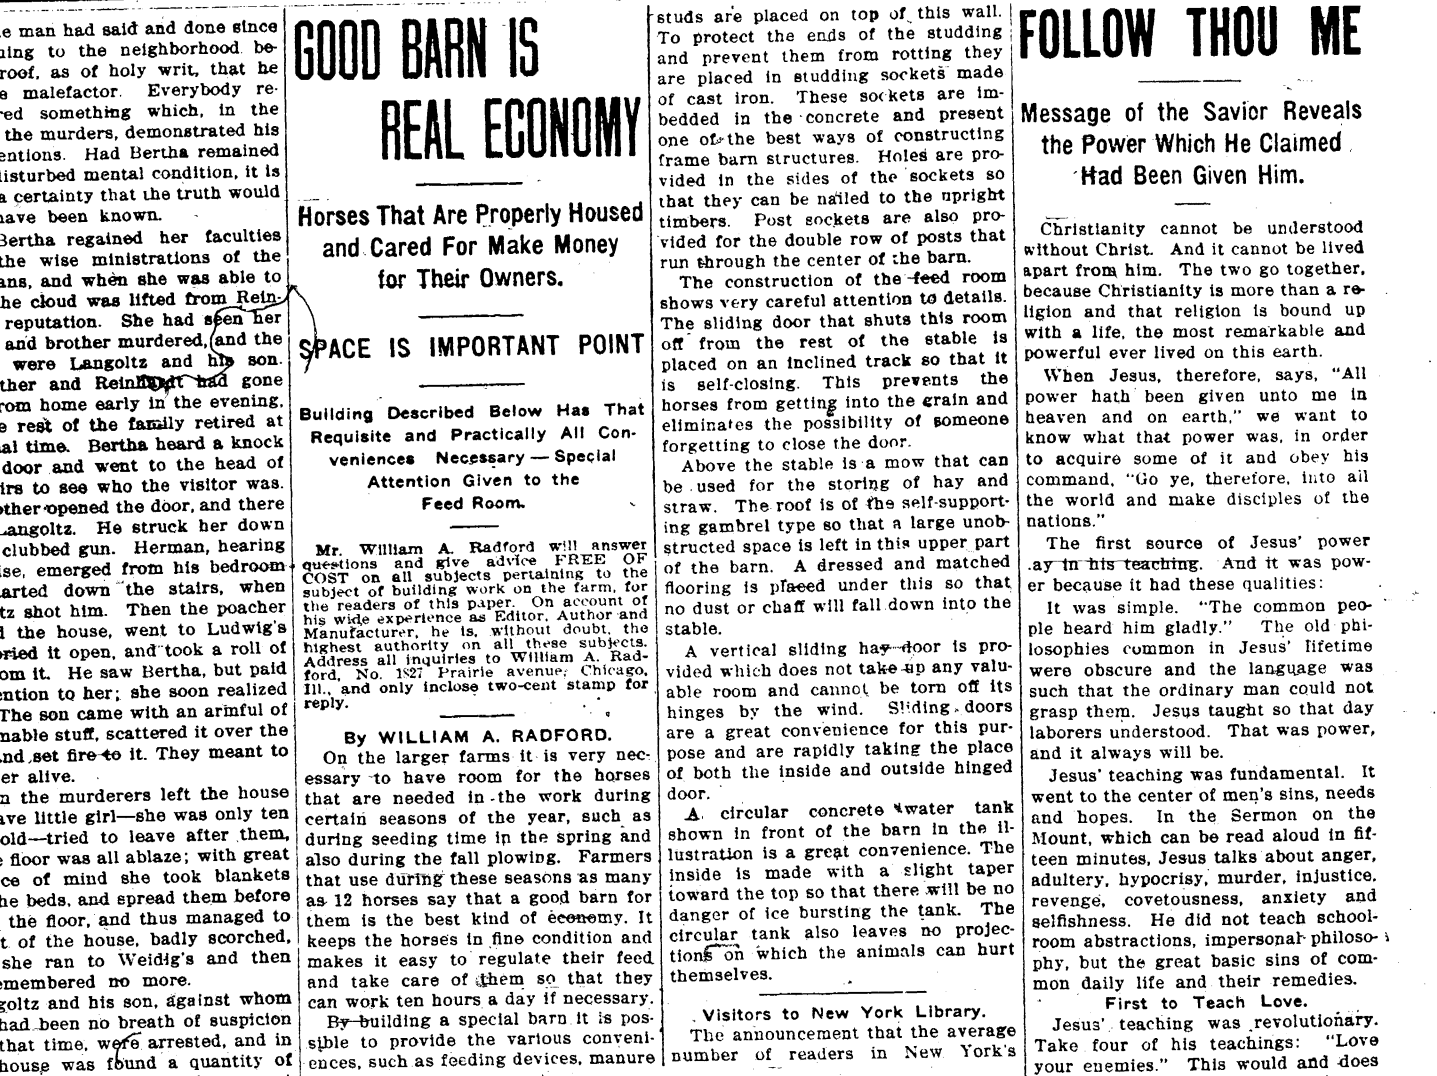 e man had said and done since
ning to the neighborhood be-
roof, as of holy writ, that he
e malefactor. Everybody re-
red something which, in the
the murders, demonstrated his
entions. Had Bertha remained
disturbed mental condition, it is
a certainty that the truth would
have been known.
Bertha regained her faculties
the wise ministrations of the
ans, and when she was able to
he cloud was lifted from Rein-
reputation. She had seen her
and brother murdered, and the
were Langoltz and his son.
ther and Reinhardt had gone
rom home early in the evening,
e rest of the family retired at
al time. Bertha heard a knock
door and went to the head of
irs to see who the visitor was.
other opened the door, and there
Langoltz. He struck her down
clubbed gun. Herman, hearing
ise, emerged from his bedroom
arted down the stairs, when
tz shot him. Then the poacher
d the house, went to Ludwig's
pried it open, and took a roll of
om it. He saw Bertha, but paid
ention to her; she soon realized
The son came with an armful of
mable stuff, scattered it over the
and set fire to it. They meant to
er alive.
n the murderers left the house
ave little girl—she was only ten
old—tried to leave after them,
e floor was all ablaze; with great
ce of mind she took blankets
he beds, and spread them before
the floor, and thus managed to
t of the house, badly scorched,
she ran to Weidig's and then
emembered no more.
goltz and his son, against whom
had been no breath of suspicion
that time, were arrested, and in
house was found a quantity of
GOOD BARN IS
REAL ECONOMY
Horses That Are Properly Housed
and Cared For Make Money
for Their Owners.
SPACE IS IMPORTANT POINT
Building Described Below Has That
Requisite and Practically All Con-
veniences Necessary — Special
Attention Given to the
Feed Room.
Mr. William A. Radford will answer
questions and give advice FREE OF
COST on all subjects pertaining to the
subject of building work on the farm, for
the readers of this paper. On account of
his wide experience as Editor, Author and
Manufacturer, he is, without doubt, the
highest authority on all these subjects.
Address all inquiries to William A. Rad-
ford, No. 1827 Prairie avenue, Chicago,
Ill., and only inclose two-cent stamp for
reply.
By WILLIAM A. RADFORD.
On the larger farms it is very nec-
essary to have room for the horses
that are needed in the work during
certain seasons of the year, such as
during seeding time in the spring and
also during the fall plowing. Farmers
that use during these seasons as many
as 12 horses say that a good barn for
them is the best kind of economy. It
keeps the horses in fine condition and
makes it easy to regulate their feed
and take care of them so that they
can work ten hours a day if necessary.
By building a special barn it is pos-
sible to provide the various conveni-
ences, such as feeding devices, manure
studs are placed on top of this wall.
To protect the ends of the studding
and prevent them from rotting they
are placed in studding sockets made
of cast iron. These sockets are im-
bedded in the concrete and present
one of the best ways of constructing
frame barn structures. Holes are pro-
vided in the sides of the sockets so
that they can be nailed to the upright
timbers. Post sockets are also pro-
vided for the double row of posts that
run through the center of the barn.
The construction of the feed room
shows very careful attention to details.
The sliding door that shuts this room
off from the rest of the stable is
placed on an inclined track so that it
is self-closing. This prevents the
horses from getting into the grain and
eliminates the possibility of someone
forgetting to close the door.
Above the stable is a mow that can
be used for the storing of hay and
straw. The roof is of the self-support-
ing gambrel type so that a large unob-
structed space is left in this upper part
of the barn. A dressed and matched
flooring is placed under this so that
no dust or chaff will fall down into the
stable.
A vertical sliding hay door is pro-
vided which does not take up any valu-
able room and cannot be torn off its
hinges by the wind. Sliding doors
are a great convenience for this pur-
pose and are rapidly taking the place
of both the inside and outside hinged
door.
A circular concrete water tank
shown in front of the barn in the il-
lustration is a great convenience. The
inside is made with a slight taper
toward the top so that there will be no
danger of ice bursting the tank. The
circular tank also leaves no projec-
tions on which the animals can hurt
themselves.
Visitors to New York Library.
The announcement that the average
number of readers in New York's
FOLLOW THOU ME
Message of the Savior Reveals
the Power Which He Claimed
Had Been Given Him.
Christianity cannot be understood
without Christ. And it cannot be lived
apart from him. The two go together,
because Christianity is more than a re-
ligion and that religion is bound up
with a life, the most remarkable and
powerful ever lived on this earth.
When Jesus, therefore, says, "All
power hath been given unto me in
heaven and on earth," we want to
know what that power was, in order
to acquire some of it and obey his
command, "Go ye, therefore, into all
the world and make disciples of the
nations."
The first source of Jesus' power
lay in his teaching. And it was pow-
er because it had these qualities:
It was simple. "The common peo-
ple heard him gladly." The old phi-
losophies common in Jesus' lifetime
were obscure and the language was
such that the ordinary man could not
grasp them. Jesus taught so that day
laborers understood. That was power,
and it always will be.
Jesus' teaching was fundamental. It
went to the center of men's sins, needs
and hopes. In the Sermon on the
Mount, which can be read aloud in fif-
teen minutes, Jesus talks about anger,
adultery, hypocrisy, murder, injustice,
revenge, covetousness, anxiety and
selfishness. He did not teach school-
room abstractions, impersonal philoso-
phy, but the great basic sins of com-
mon daily life and their remedies.
First to Teach Love.
Jesus' teaching was revolutionary.
Take four of his teachings: "Love
your enemies." This would and does